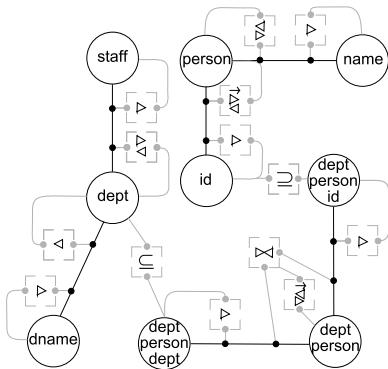 staff
person
name
dept
id
dept
person
id
dname
dept
person
dept
dept
person